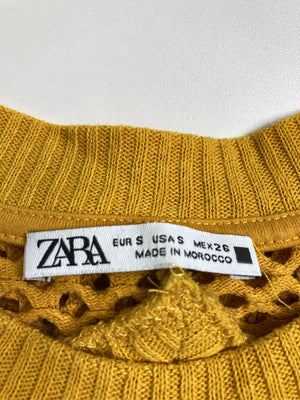 ZARA
EUR S USA S MEX 26
MADE IN MOROCCO